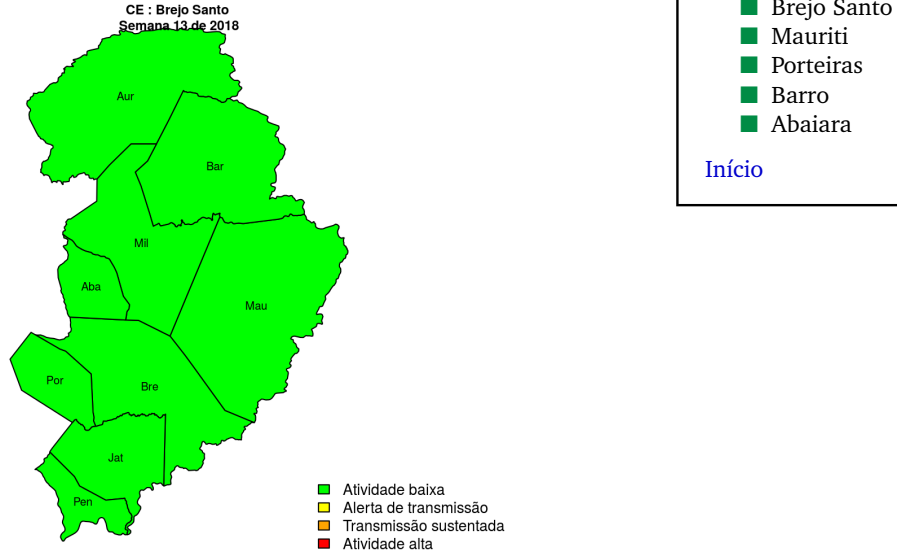 CE : Brejo Santo
Semana 13 de 2018
Aur
Bar
Mil
Aba
Mau
Por
Bre
Jat
Pen
Atividade baixa
Alerta de transmissão
Transmissão sustentada
Atividade alta
Brejo Santo
Mauriti
Porteiras
Barro
Abaiara
Início